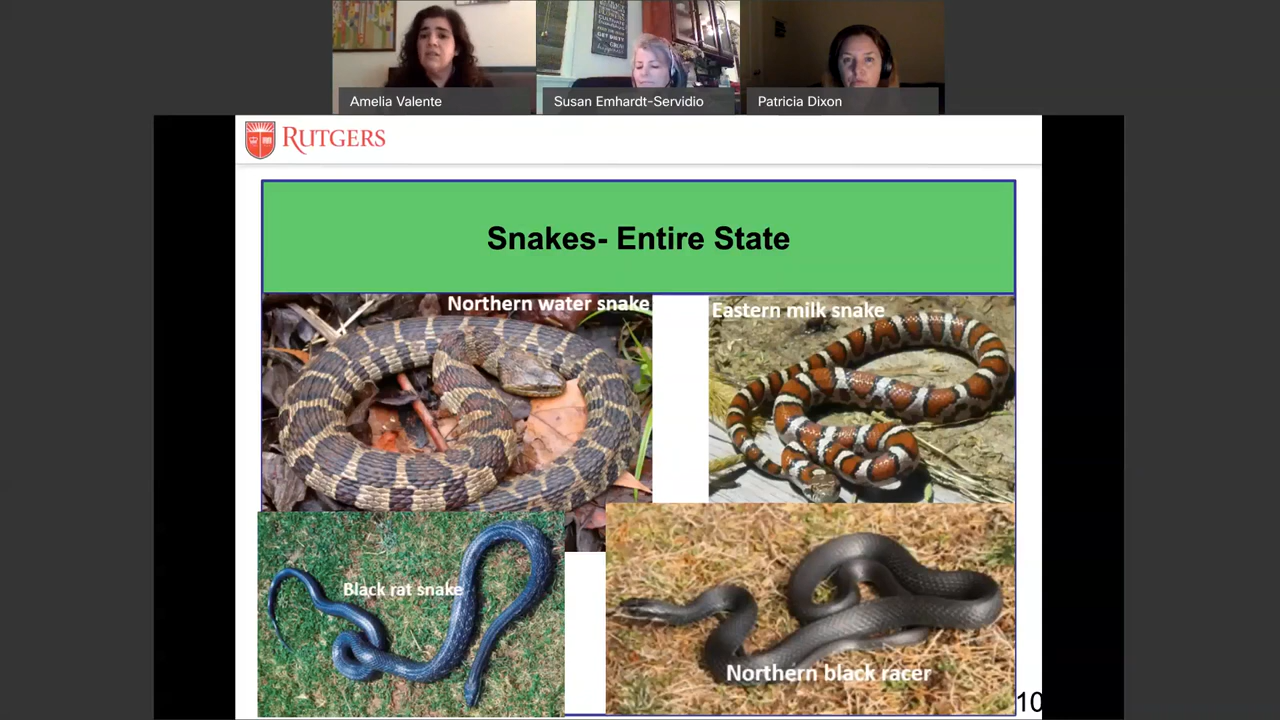 Amelia Valente
Susan Emhardt-Servidio
Patricia Dixon
RUTGERS
Snakes- Entire State
Northern water snake
Eastern milk snake
Black rat snake
Northern black racer
10